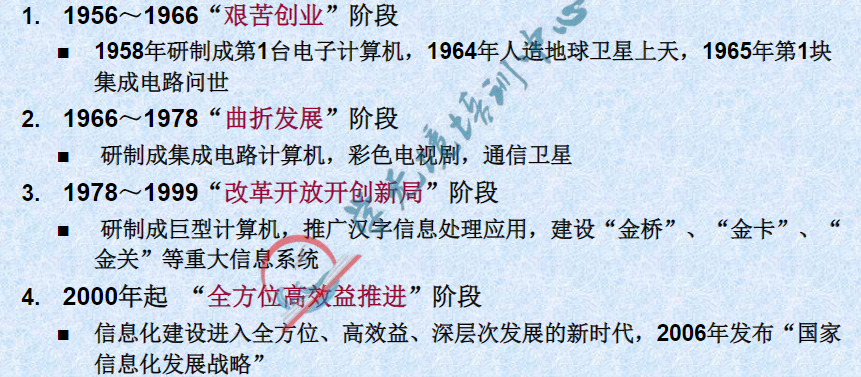 1. 1956～1966“艰苦创业”阶段
■ 1958年研制成第1台电子计算机，1964年人造地球卫星上天，1965年第1块
集成电路问世
2. 1966～1978“曲折发展”阶段
■ 研制成集成电路计算机，彩色电视剧，通信卫星
3. 1978～1999“改革开放开创新局”阶段
■ 研制成巨型计算机，推广汉字信息处理应用，建设“金桥”、“金卡”、“
金关”等重大信息系统
4. 2000年起 “全方位高效益推进”阶段
■ 信息化建设进入全方位、高效益、深层次发展的新时代，2006年发布“国家
信息化发展战略”